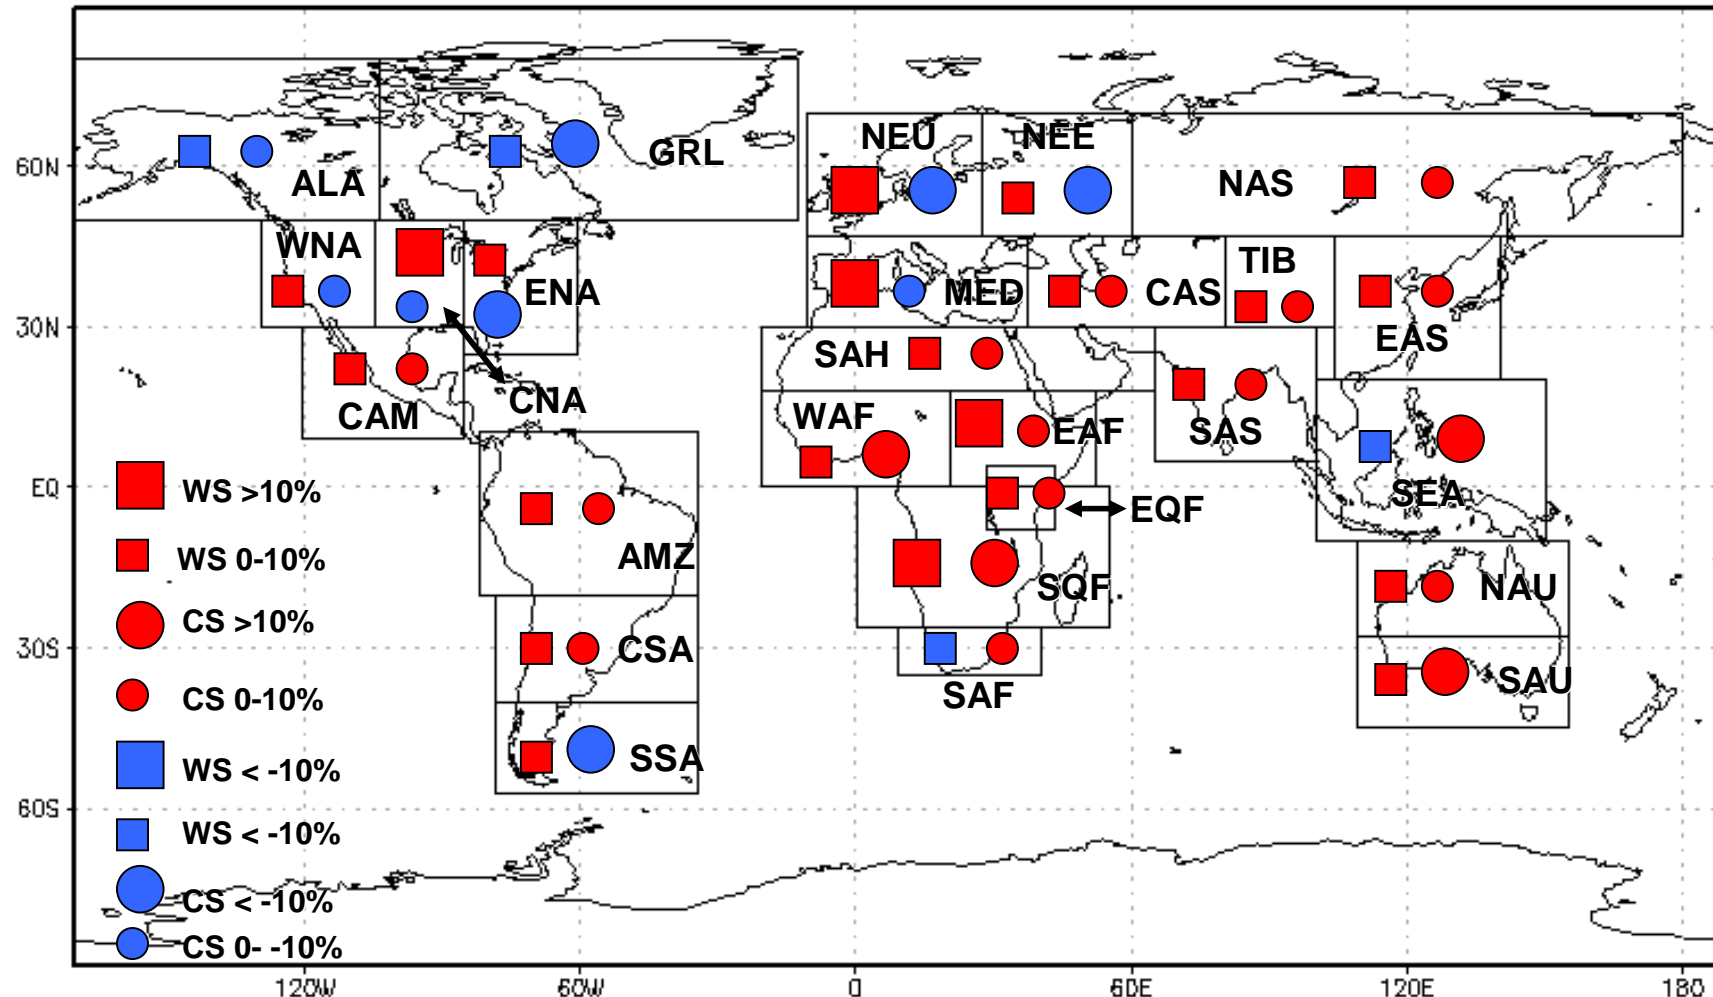 GRL
NEU
NEE
60N
ALA
NAS
WNA
TIB
ENA
MED
CAS
30N
EAS
SAH
CAM
CNA
WAF
EAF
SAS
WS >10%
EQ
SEA
EQF
WS 0-10%
AMZ
SQF
NAU
CS >10%
30S
CSA
SAF
SAU
CS 0-10%
SSA
WS < -10%
60S
WS < -10%
CS < -10%
CS 0- -10%
120W
60W
0
60E
120E
180